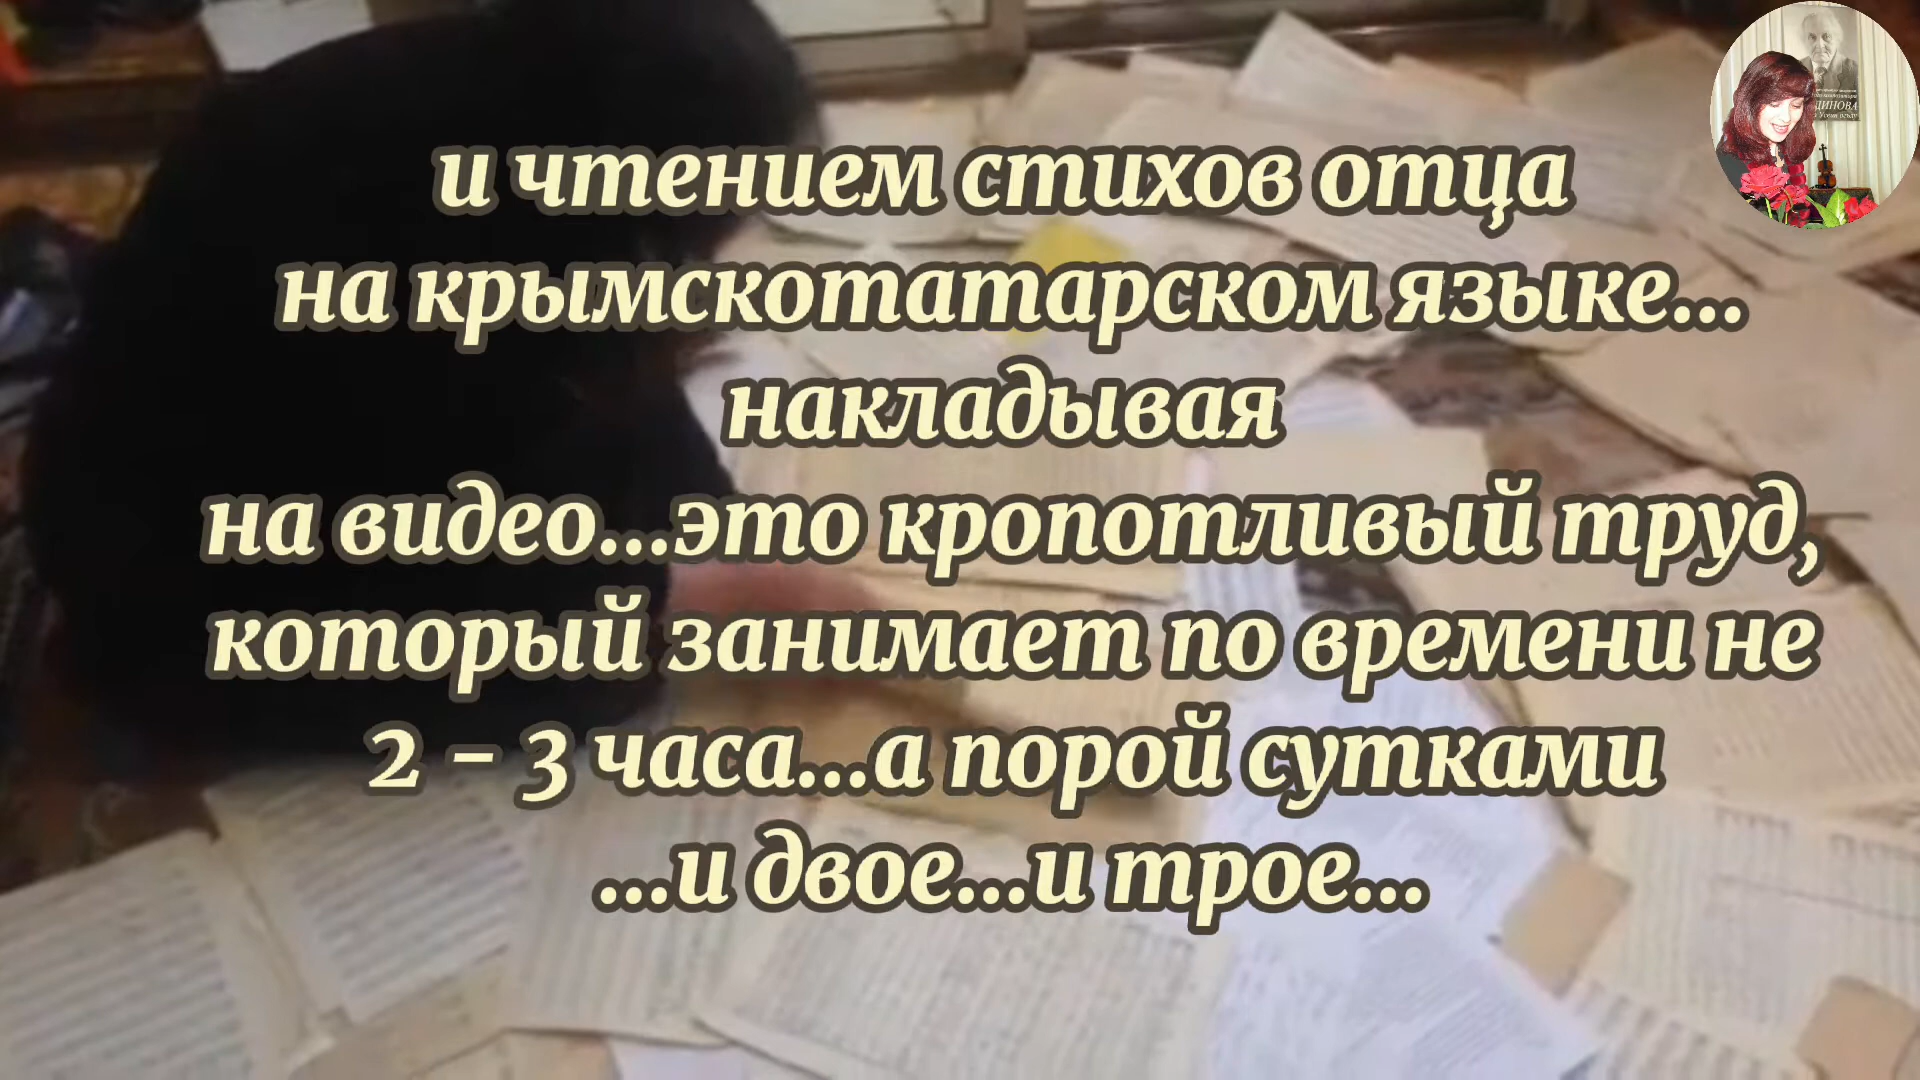 и чтением стихов отца
на крымскотатарском языке...
накладывая
на видео...это кропотливый труд,
который занимает по времени не
2 - 3 часа...а порой сутками
...и двое...и трое...
ДИНОВА